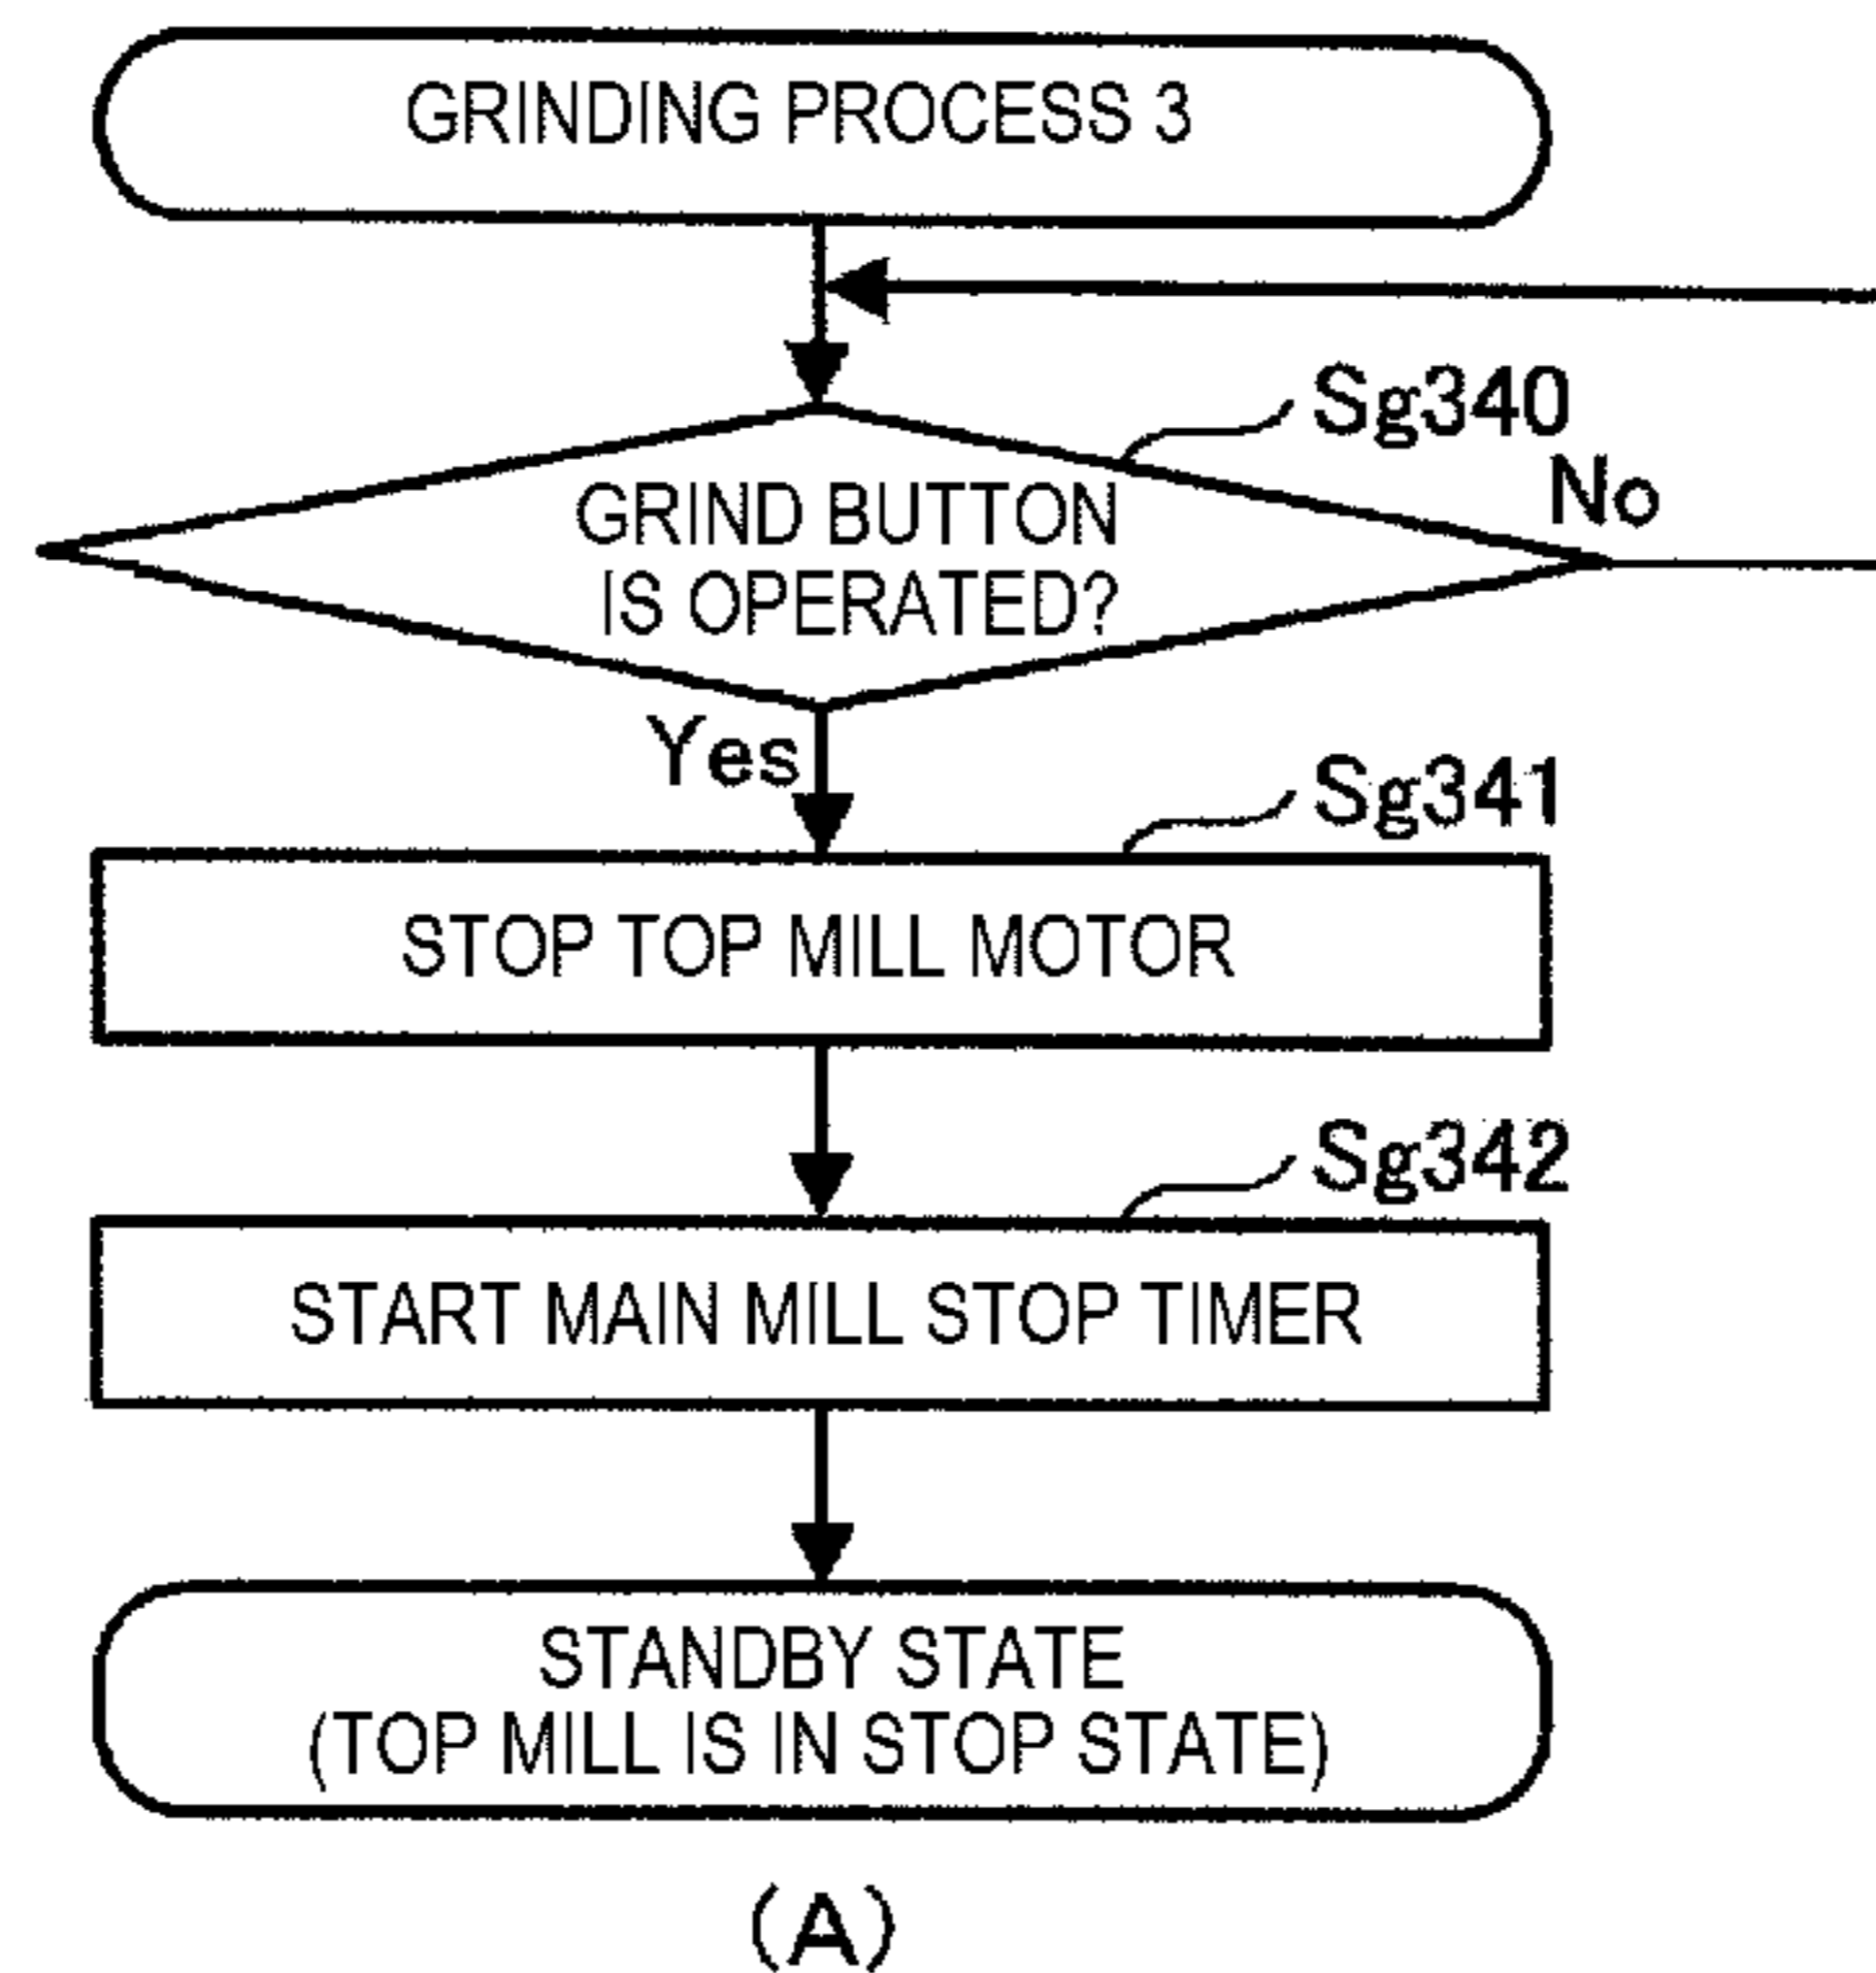 GRINDING PROCESS 3
Sg340
No
GRIND BUTTON
IS OPERATED?
Yes
Sg341
STOP TOP MILL MOTOR
Sg342
START MAIN MILL STOP TIMER
STANDBY STATE
(TOP MILL IS IN STOP STATE)
(A)